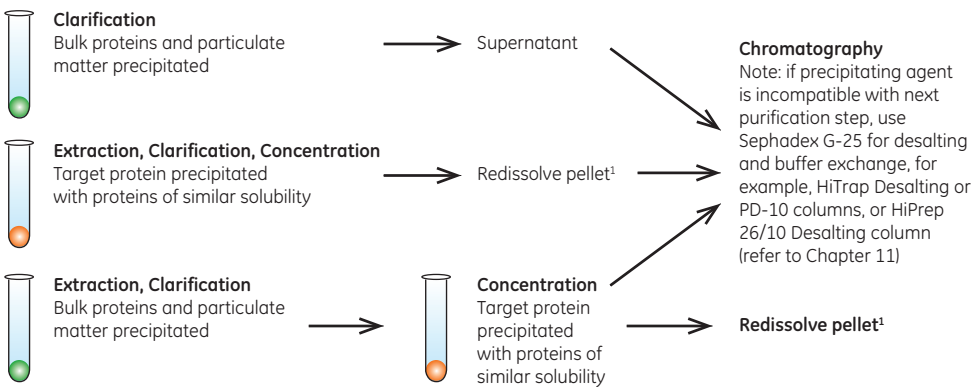 Clarification
Bulk proteins and particulate
matter precipitated
Supernatant
Extraction, Clarification, Concentration
Target protein precipitated
with proteins of similar solubility
Redissolve pellet¹
Extraction, Clarification
Bulk proteins and particulate
matter precipitated
Concentration
Target protein
precipitated
with proteins of
similar solubility
Chromatography
Note: if precipitating agent
is incompatible with next
purification step, use
Sephadex G-25 for desalting
and buffer exchange, for
example, HiTrap Desalting or
PD-10 columns, or HiPrep
26/10 Desalting column
(refer to Chapter 11)
Redissolve pellet¹